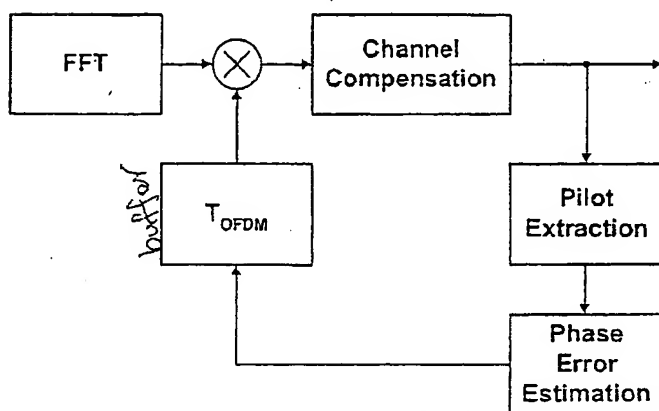 FFT
Channel
Compensation
buffer
T_OFDM
Pilot
Extraction
Phase
Error
Estimation